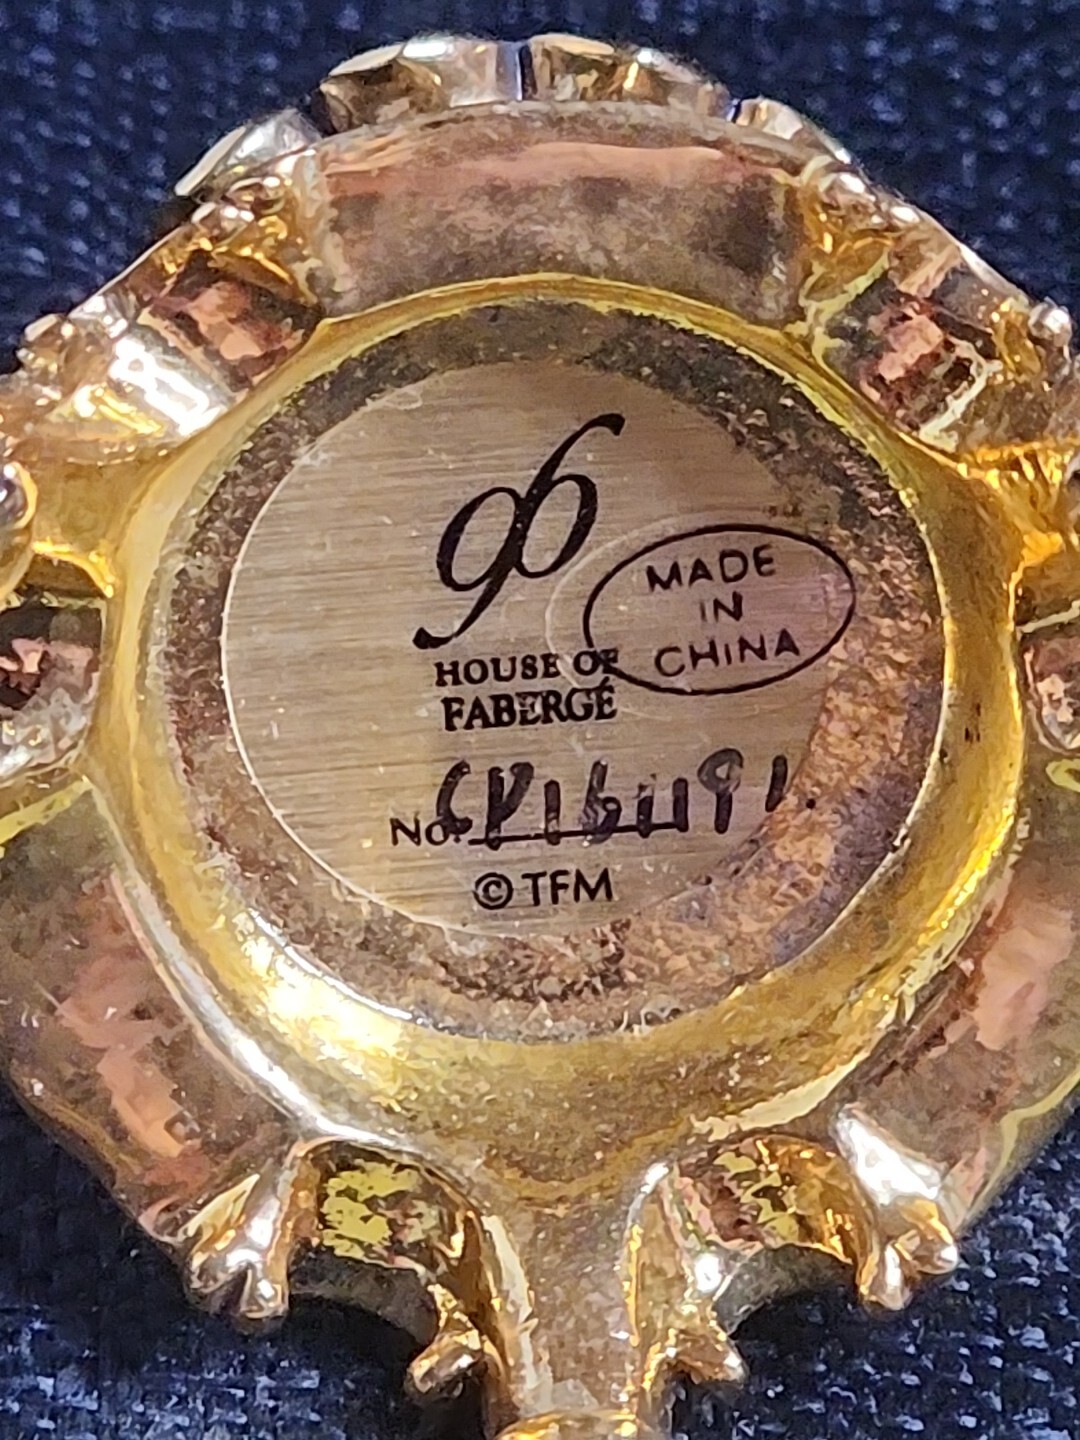 MADE
IN
CHINA
HOUSE OF
FABERGÉ
No.
© TFM